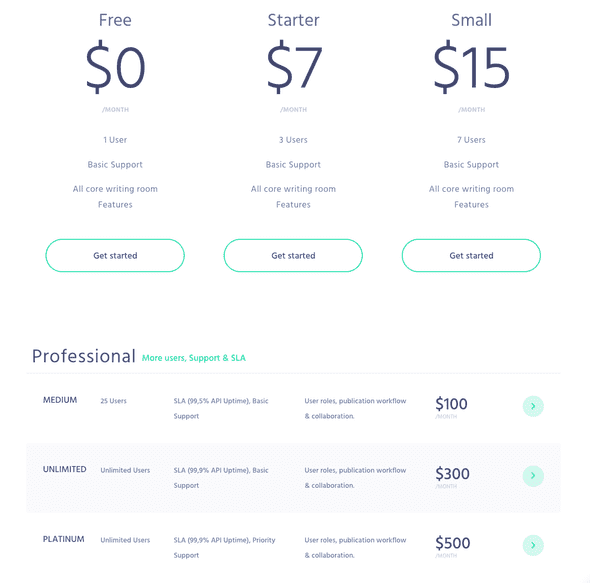 Free
$0
/MONTH
1 User
Basic Support
All core writing room
Features
Get started
Starter
$7
/MONTH
3 Users
Basic Support
All core writing room
Features
Get started
Small
$15
/MONTH
7 Users
Basic Support
All core writing room
Features
Get started
Professional More users, Support & SLA
MEDIUM
25 Users
SLA (99,5% API Uptime), Basic
Support
User roles, publication workflow
& collaboration.
$100
/MONTH
UNLIMITED
Unlimited Users
SLA (99,9% API Uptime), Basic
Support
User roles, publication workflow
& collaboration.
$300
/MONTH
PLATINUM
Unlimited Users
SLA (99,9% API Uptime), Priority
Support
User roles, publication workflow
& collaboration.
$500
/MONTH